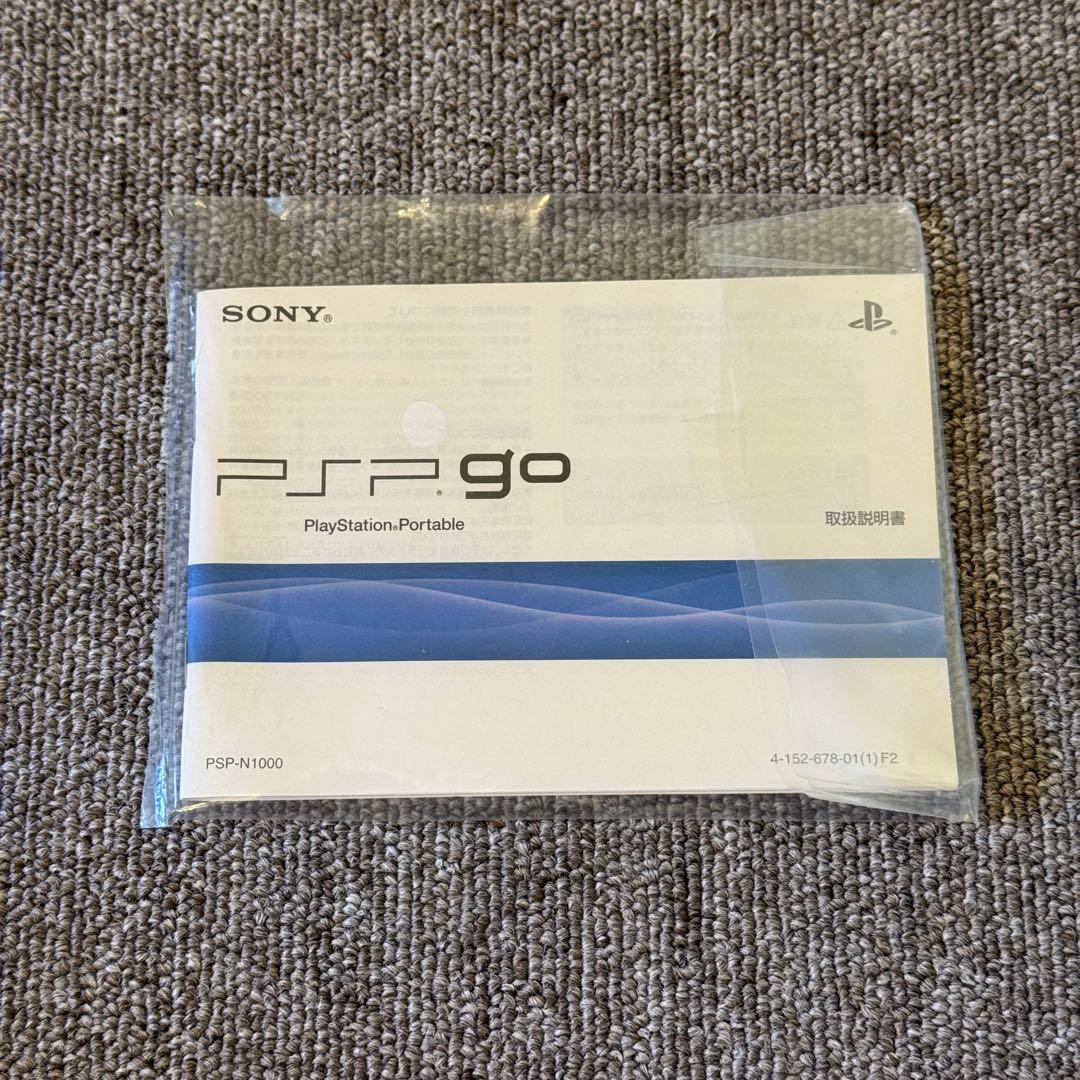 SONY®
PSP® go
PlayStation®Portable
取扱説明書
PSP-N1000
4-152-678-01(1) F2